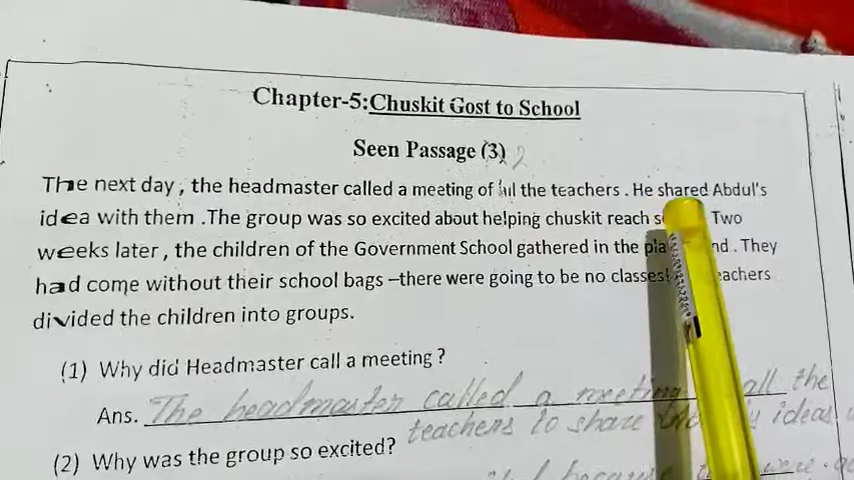 Chapter-5:Chuskit Gost to School
Seen Passage (3) 2
The next day, the headmaster called a meeting of all the teachers. He shared Abdul's
idea with them .The group was so excited about helping chuskit reach Two
weeks later, the children of the Government School gathered in the They
had come without their school bags –there were going to be no classes!
divided the children into groups.
(1) Why did Headmaster call a meeting ?
Ans. The headmaster called a meeting all the
teachers to share ideas
(2) Why was the group so excited?
because were